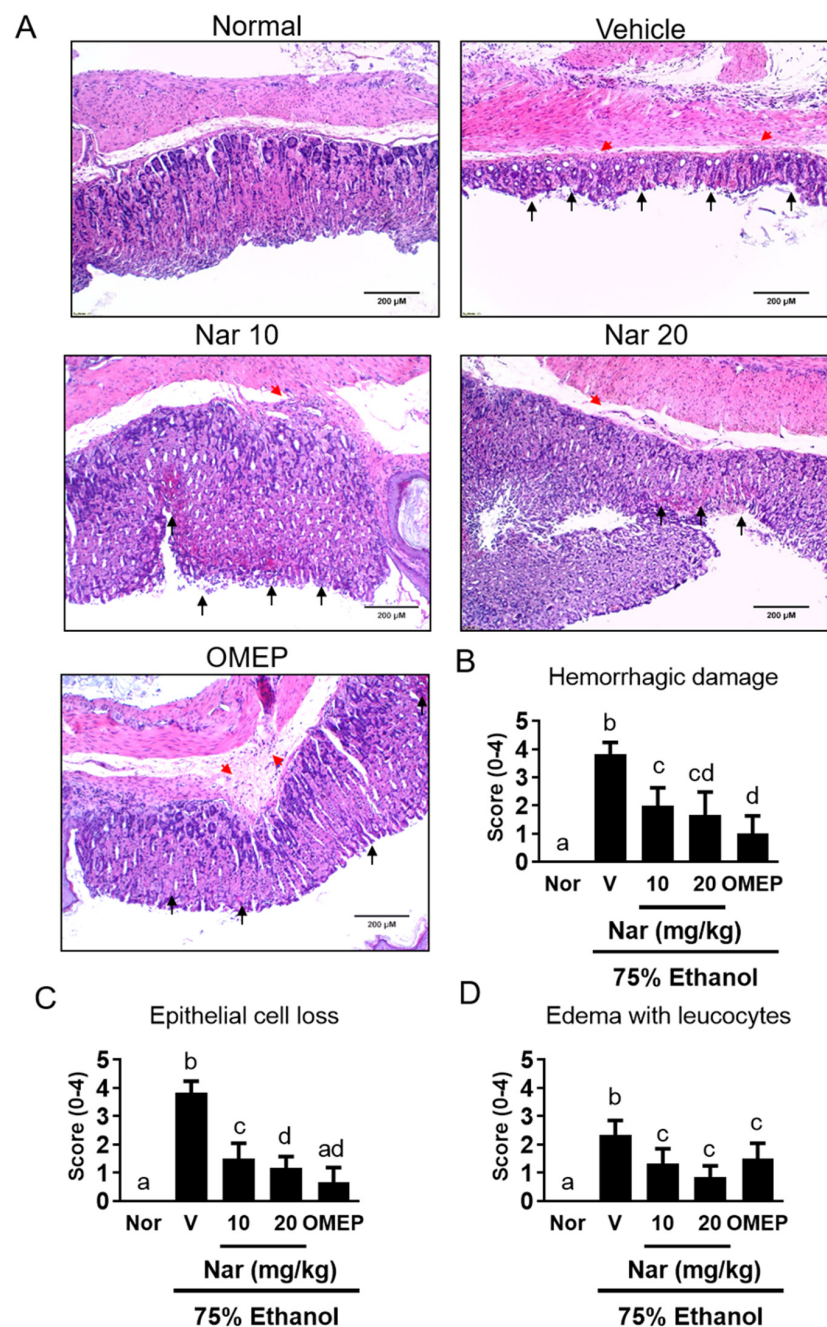 A
Normal
Vehicle
200 µM
200 µM
Nar 10
Nar 20
200 µM
200 µM
OMEP
200 µM
B
Hemorrhagic damage
Score (0-4)
5
4
3
2
1
0
a
b
c
cd
d
Nor
V
10
20
OMEP
Nar (mg/kg)
75% Ethanol
C
Epithelial cell loss
Score (0-4)
5
4
3
2
1
0
a
b
c
d
ad
Nor
V
10
20
OMEP
Nar (mg/kg)
75% Ethanol
D
Edema with leucocytes
Score (0-4)
5
4
3
2
1
0
a
b
c
c
c
Nor
V
10
20
OMEP
Nar (mg/kg)
75% Ethanol